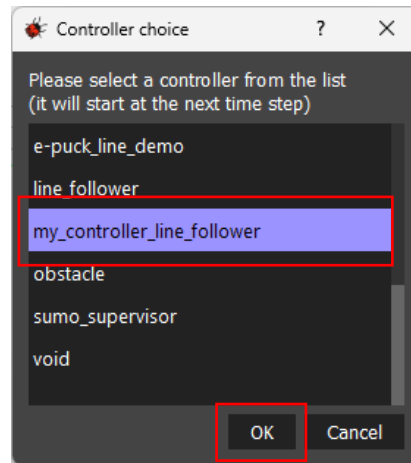 Controller choice ? ×
Please select a controller from the list
(it will start at the next time step)
e-puck_line_demo
line_follower
my_controller_line_follower
obstacle
sumo_supervisor
void
OK Cancel